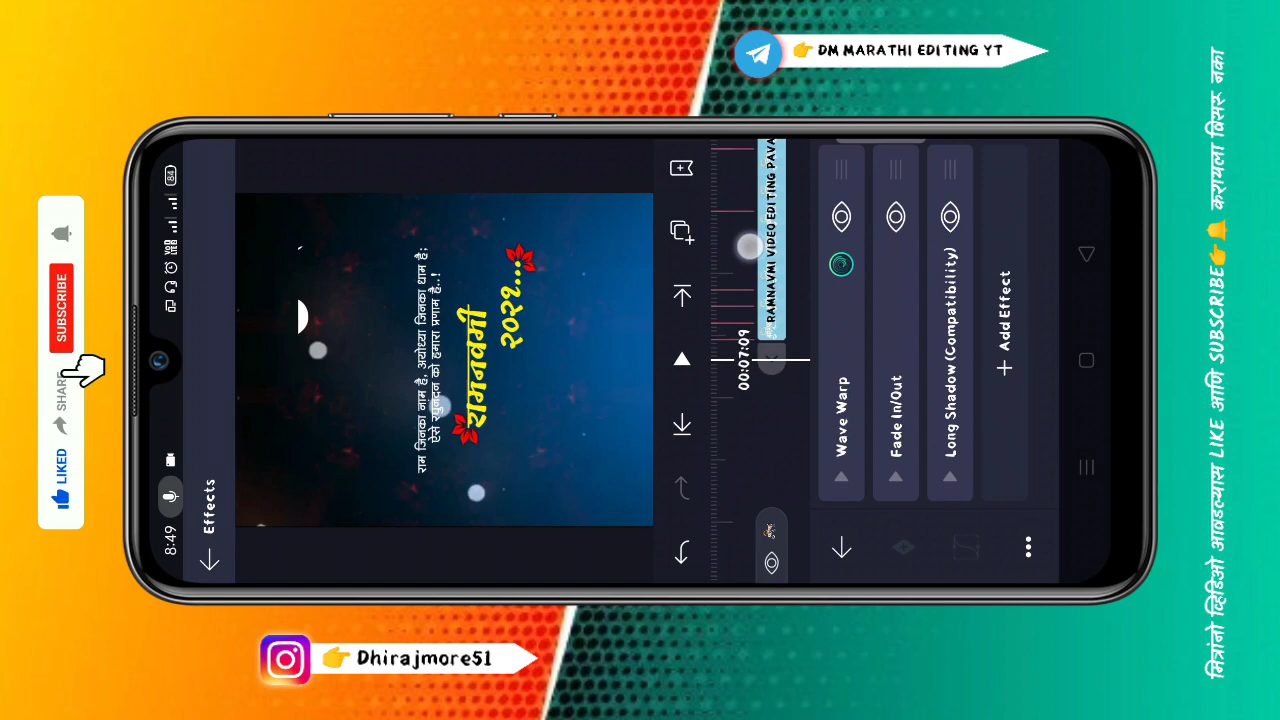 DM MARATHI EDITING YT
SUBSCRIBE
SHARE
LIKED
8:49
84
Effects
राम जिनका नाम है, अयोध्या जिनका धाम है;
ऐसे रघुनंदन को हमारा प्रणाम है..!
रामनवमी
२०२१...
00:07:09
RAMNAVMI VIDEO EDITING PAVA
Wave Warp
Fade In/Out
Long Shadow (Compatibility)
+ Add Effect
Dhirajmore51
मित्रांनो व्हिडिओ आवडल्यास LIKE आणि SUBSCRIBE👉🔔 करायला विसरू नका